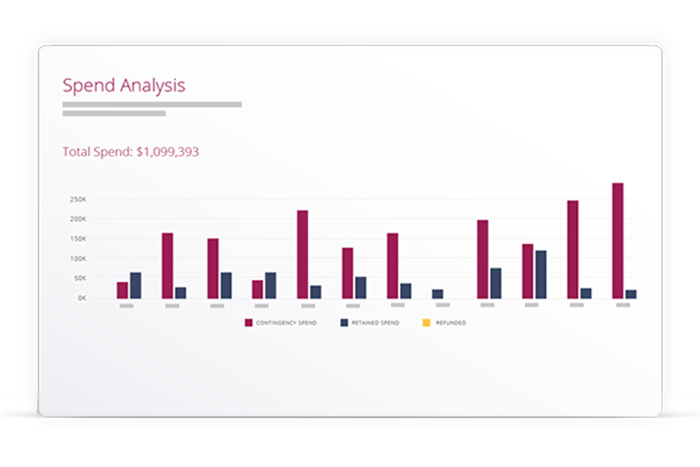 Spend Analysis
Total Spend: $1,099,393
250K
200K
150K
100K
50K
0K
CONTINGENCY SPEND RETAINED SPEND REFUNDED